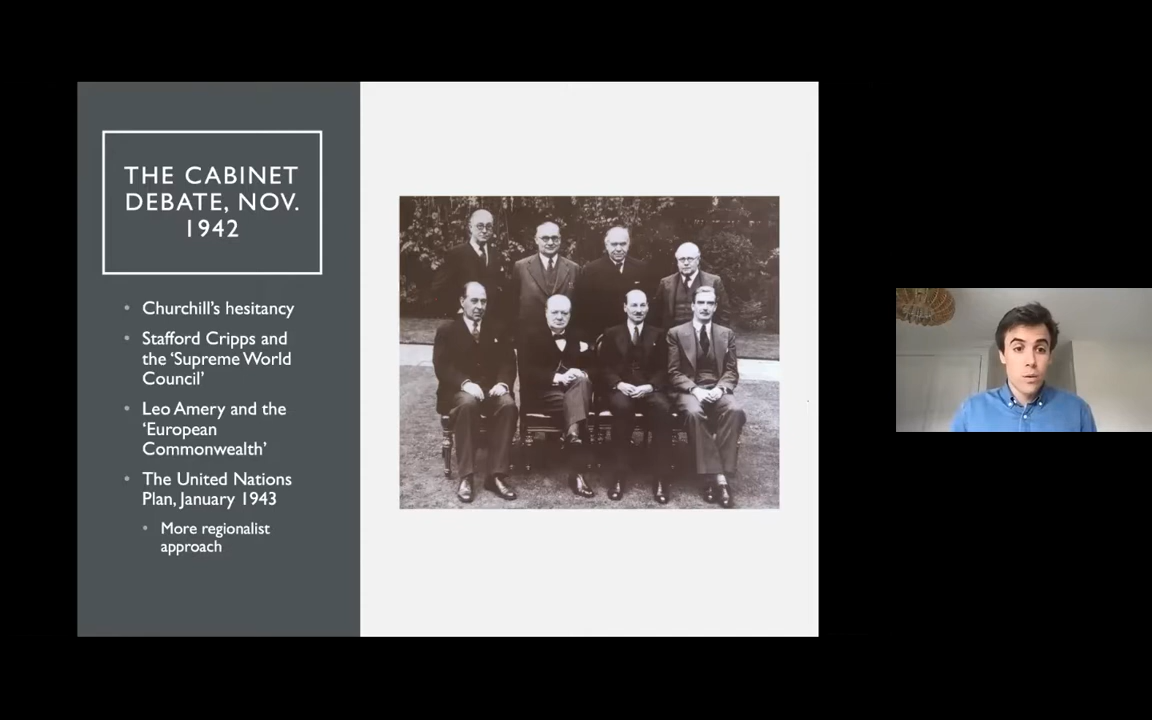 THE CABINET
DEBATE, NOV.
1942
• Churchill's hesitancy
• Stafford Cripps and
the 'Supreme World
Council'
• Leo Amery and the
'European
Commonwealth'
• The United Nations
Plan, January 1943
• More regionalist
approach